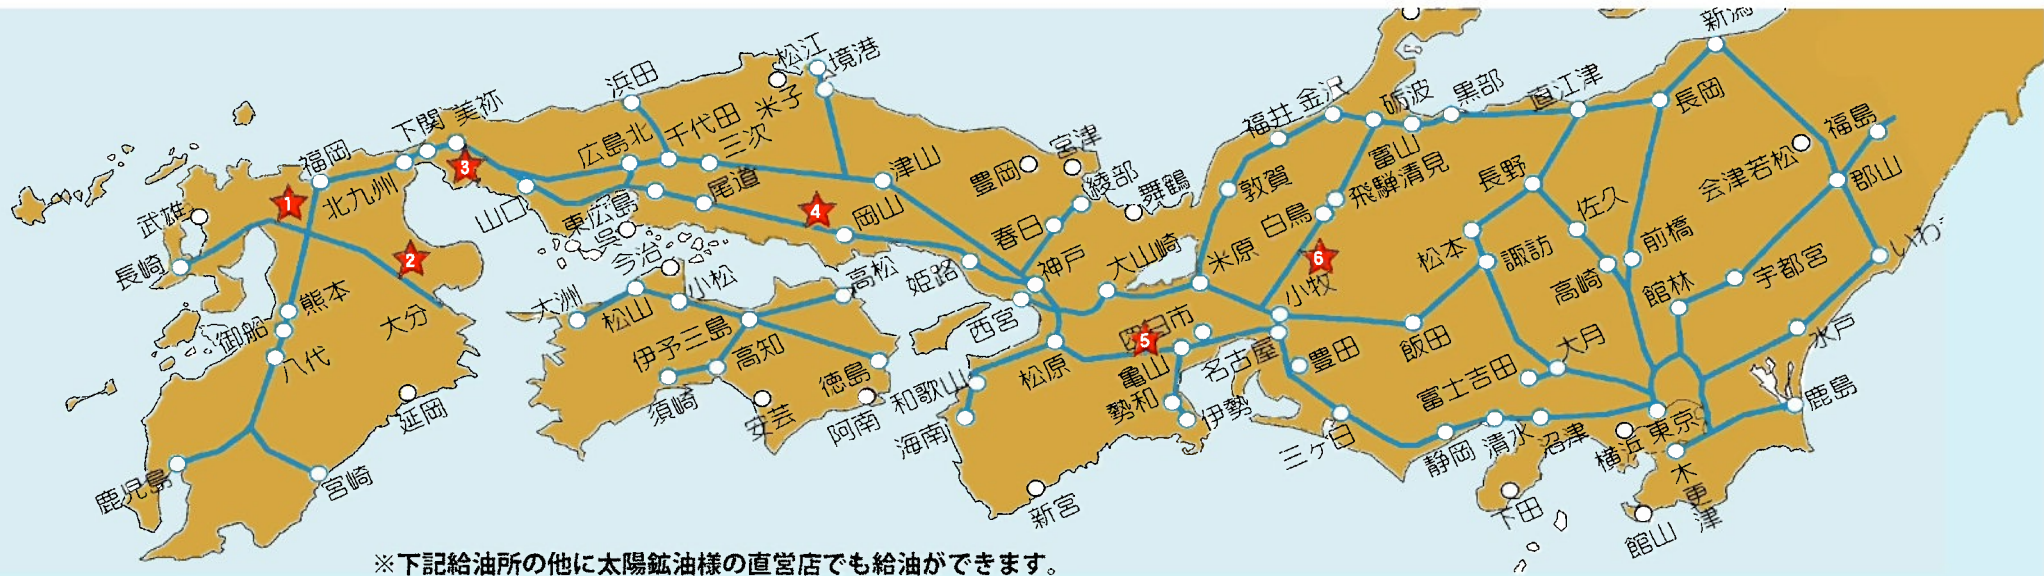 新潟
松江
境港
浜田
米子
千代田
三次
広島北
美祢
下関
福岡
北九州
武雄
長崎
1
2
3
4
5
6
山口
東広島
呉
尾道
岡山
津山
豊岡
宮津
綾部
舞鶴
春日
神戸
姫路
西宮
大山崎
米原
敦賀
福井
金沢
砺波
富山
黒部
直江津
長岡
福島
会津若松
郡山
いわ
飛騨清見
白鳥
小牧
長野
佐久
松本
諏訪
前橋
高崎
館林
宇都宮
水戸
鹿島
熊本
御船
八代
大分
延岡
宮崎
鹿児島
今治
小松
高松
大洲
松山
伊予三島
高知
須崎
安芸
徳島
阿南
和歌山
海南
松原
新宮
四日市
亀山
勢和
伊勢
名古屋
豊田
飯田
三ヶ日
静岡
清水
沼津
富士吉田
大月
横浜
東京
木更津
下田
館山
※下記給油所の他に太陽鉱油様の直営店でも給油ができます。